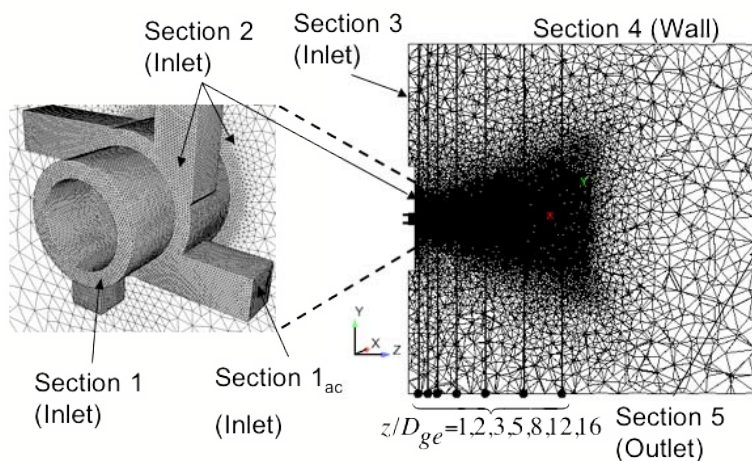 Section 2
(Inlet)
Section 3
(Inlet)
Section 4 (Wall)
Y
X
Y
X
Z
Section 1
(Inlet)
Section 1ac
(Inlet)
z/Dge=1,2,3,5,8,12,16
Section 5
(Outlet)